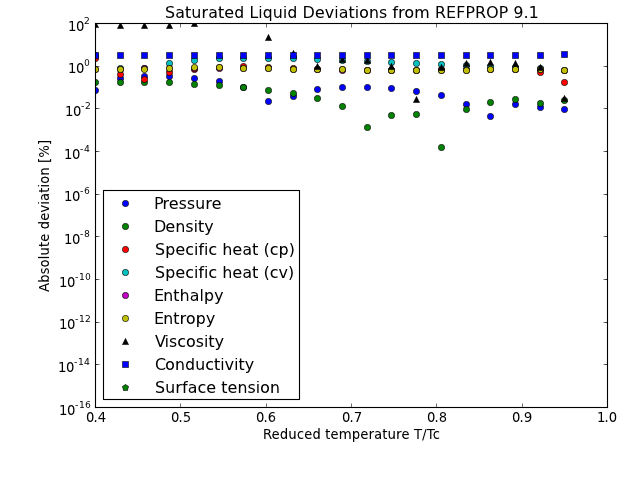 Saturated Liquid Deviations from REFPROP 9.1
Absolute deviation [%]
10^2
10^0
10^-2
10^-4
10^-6
10^-8
10^-10
10^-12
10^-14
10^-16
Pressure
Density
Specific heat (cp)
Specific heat (cv)
Enthalpy
Entropy
Viscosity
Conductivity
Surface tension
0.4 0.5 0.6 0.7 0.8 0.9 1.0
Reduced temperature T/Tc